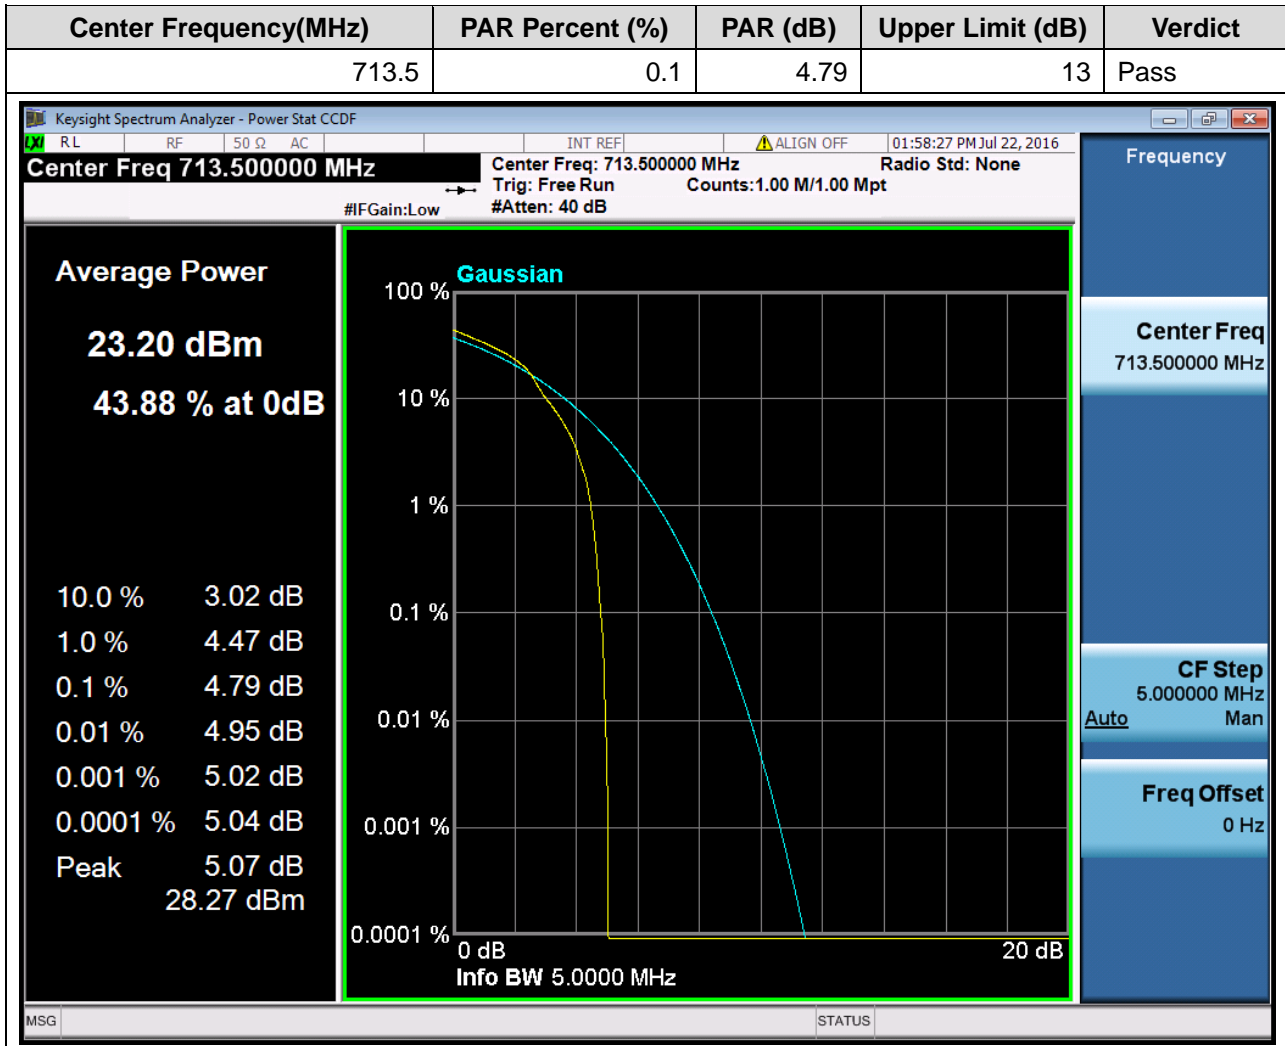 Center Frequency(MHz) PAR Percent (%) PAR (dB) Upper Limit (dB) Verdict
713.5 0.1 4.79 13 Pass
Keysight Spectrum Analyzer - Power Stat CCDF
LXI RL RF 50 Ω AC INT REF ALIGN OFF 01:58:27 PM Jul 22, 2016
Center Freq 713.500000 MHz
Center Freq: 713.500000 MHz Radio Std: None
Trig: Free Run Counts:1.00 M/1.00 Mpt
#IFGain:Low #Atten: 40 dB
Frequency
Average Power
23.20 dBm
43.88 % at 0dB
10.0 % 3.02 dB
1.0 % 4.47 dB
0.1 % 4.79 dB
0.01 % 4.95 dB
0.001 % 5.02 dB
0.0001 % 5.04 dB
Peak 5.07 dB
28.27 dBm
Gaussian
100 %
10 %
1 %
0.1 %
0.01 %
0.001 %
0.0001 %
0 dB 20 dB
Info BW 5.0000 MHz
Center Freq
713.500000 MHz
CF Step
5.000000 MHz
Auto Man
Freq Offset
0 Hz
MSG STATUS